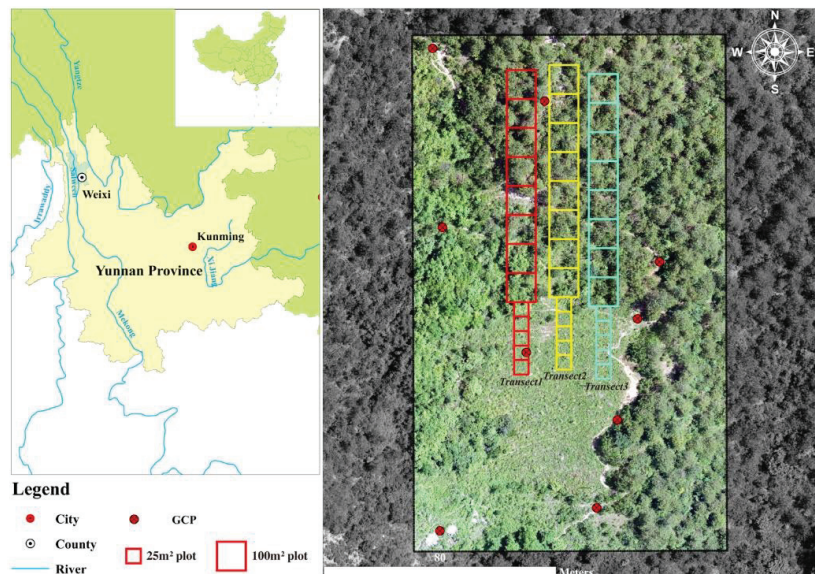 Yangtze
Salween
Irrawaddy
Weixi
Kunming
Yunnan Province
Xi Jiang
Mekong
N
W E
S
Transect1
Transect2
Transect3
Legend
City
GCP
County
25m² plot
100m² plot
River
80
Meters